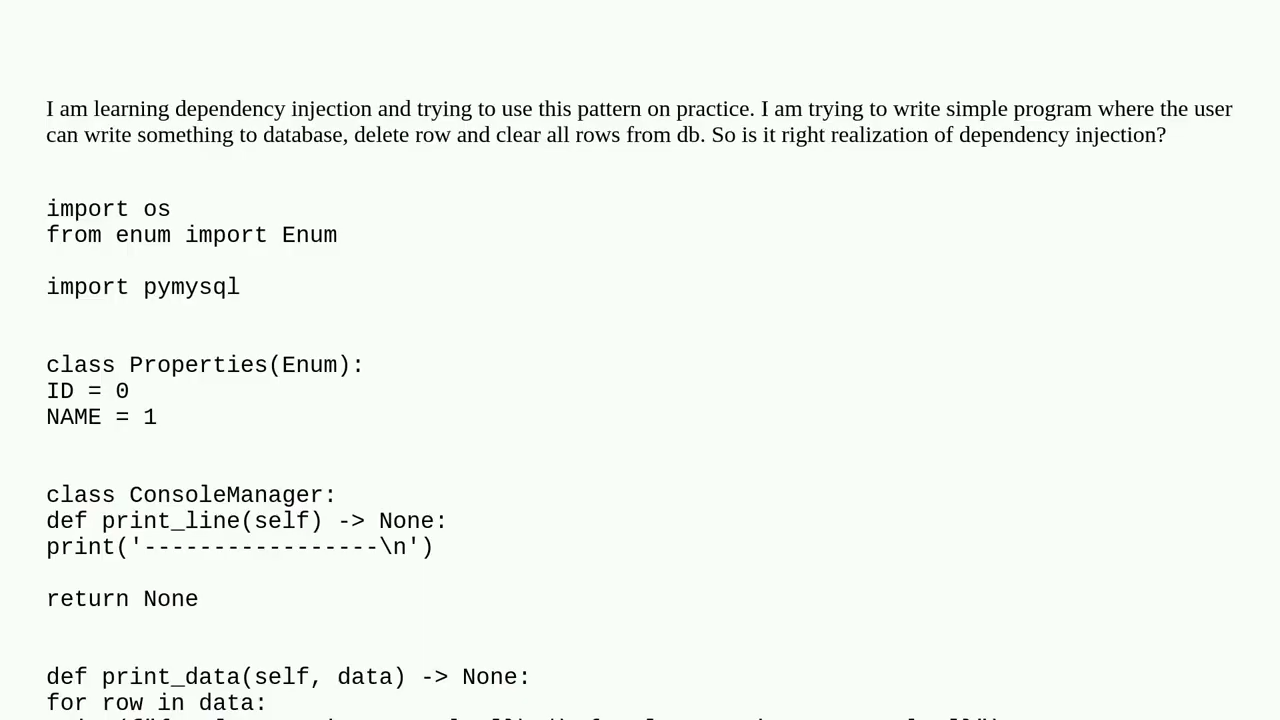 I am learning dependency injection and trying to use this pattern on practice. I am trying to write simple program where the user
can write something to database, delete row and clear all rows from db. So is it right realization of dependency injection?
import os
from enum import Enum
import pymysql
class Properties(Enum):
ID = 0
NAME = 1
class ConsoleManager:
def print_line(self) -> None:
print('-----------------\n')
return None
def print_data(self, data) -> None:
for row in data: